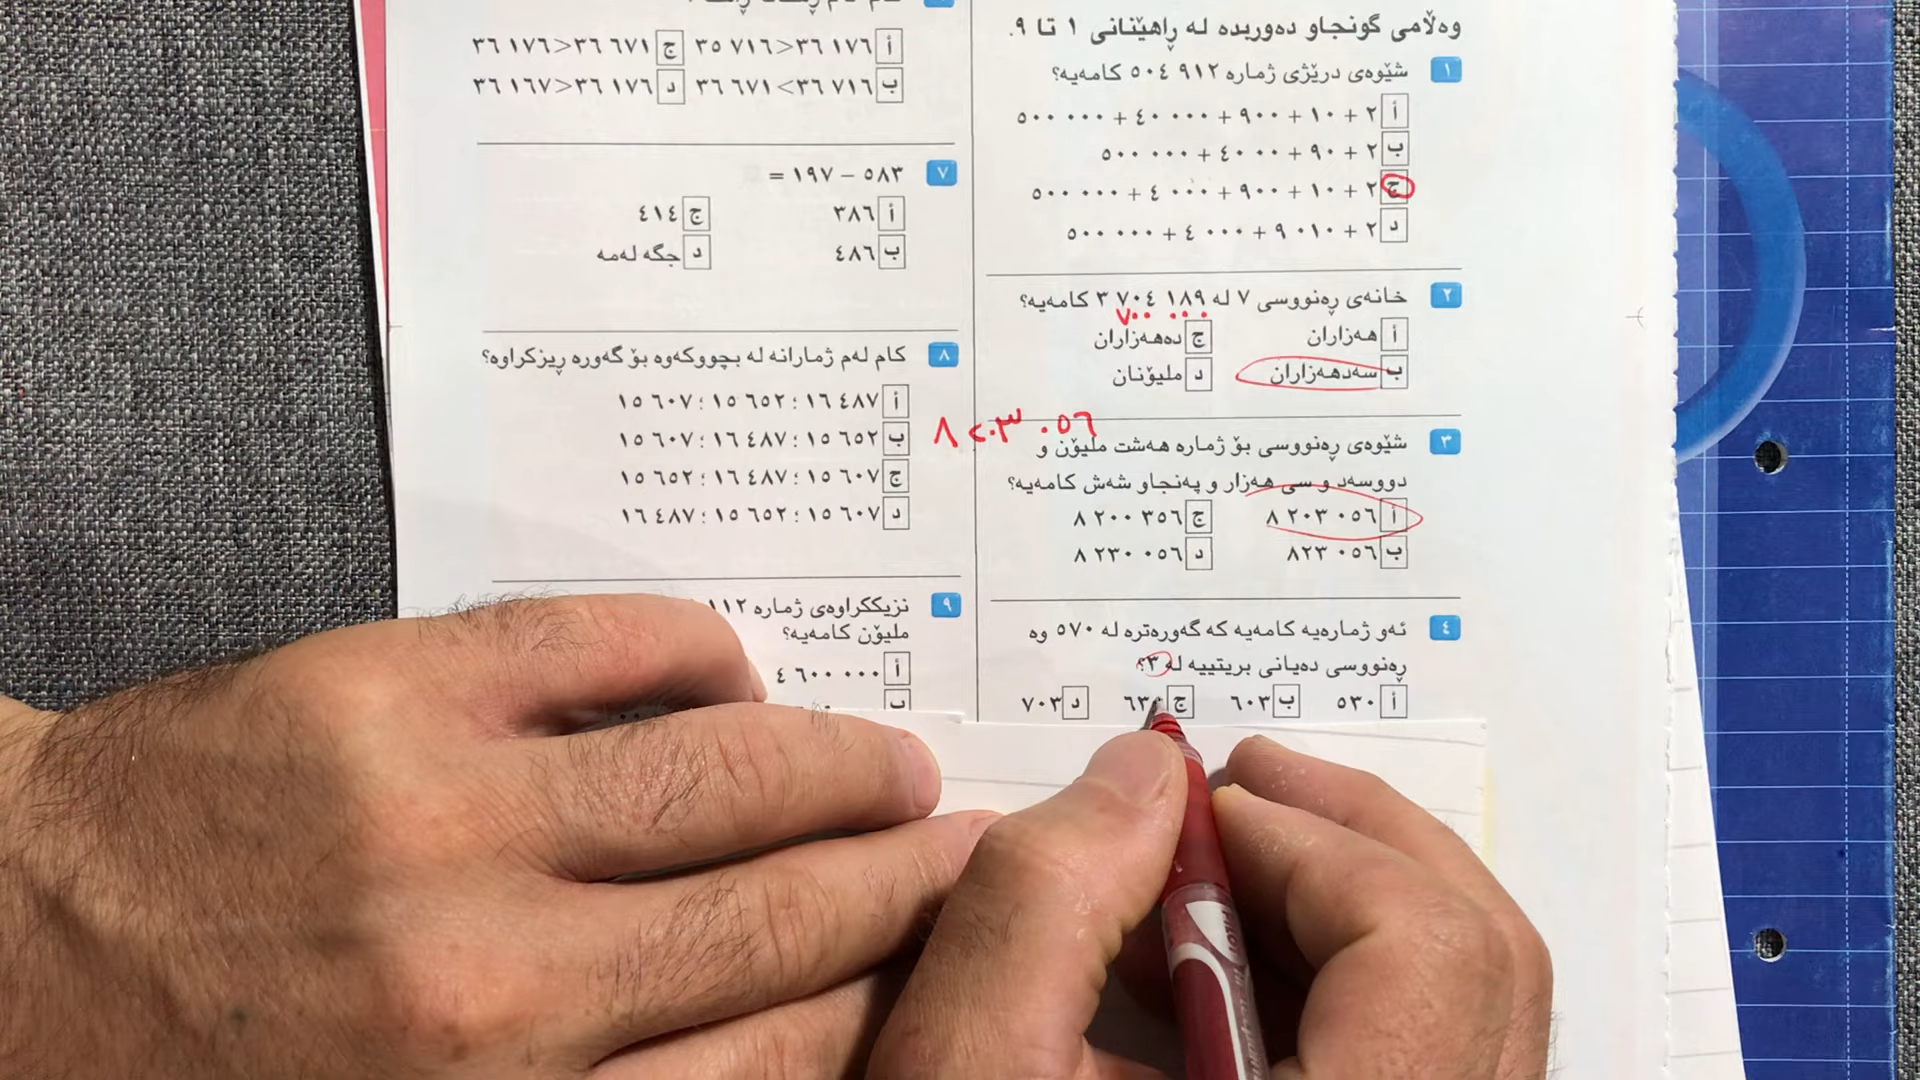 وەڵامی گونجاو دەوربدە لە ڕاهێنانی ١ تا ٩.
١ شێوەی درێژی ژمارە ٩١٢ ٥٠٤ کامەیە؟
أ ٢ + ١٠ + ٩٠٠ + ٤٠ ٠٠٠ + ٥٠٠ ٠٠٠
ب ٢ + ٩٠ + ٤٠٠٠ + ٥٠٠ ٠٠٠
ج ٢ + ١٠ + ٩٠٠ + ٤ ٠٠٠ + ٥٠٠ ٠٠٠
د ٢ + ٩ ٠١٠ + ٤ ٠٠٠ + ٥٠٠ ٠٠٠
٢ خانەی ڕەنووسی ٧ لە ٣ ٧٠٤ ١٨٩ کامەیە؟
٧٠٠ ٠٠٠
أ هەزاران ج دەهەزاران
ب سەدهەزاران د ملیۆنان
٣ شێوەی ڕەنووسی بۆ ژمارە هەشت ملیۆن و
دووسەد و سی هەزار و پەنجاو شەش کامەیە؟
أ ٨ ٢٠٣ ٠٥٦ ج ٨ ٢٠٠ ٣٥٦
ب ٨٢٣ ٠٥٦ د ٨ ٢٣٠ ٠٥٦
٤ ئەو ژمارەیە کامەیە کە گەورەترە لە ٥٧٠ وە
ڕەنووسی دەیانی بریتییە لە ٣؟
أ ٥٣٠ ب ٦٠٣ ج ٦٣٠ د ٧٠٣
أ ٣٥ ٧١٦>٣٦ ١٧٦ ج ٣٦ ١٧٦>٣٦ ٦٧١
ب ٣٦ ٦٧١<٣٦ ٧١٦ د ٣٦ ١٦٧>٣٦ ١٧٦
٧ ٥٨٣ – ١٩٧ =
أ ٣٨٦ ج ٤١٤
ب ٤٨٦ د جگە لەمە
٨ کام لەم ژمارانە لە بچووکەوە بۆ گەورە ڕیزکراوە؟
أ ١٦ ٤٨٧ ؛ ١٥ ٦٥٢ ؛ ١٥ ٦٠٧
ب ١٥ ٦٥٢ ؛ ١٦ ٤٨٧ ؛ ١٥ ٦٠٧
ج ١٥ ٦٠٧ ؛ ١٦ ٤٨٧ ؛ ١٥ ٦٥٢
د ١٥ ٦٠٧ ؛ ١٥ ٦٥٢ ؛ ١٦ ٤٨٧
٩ نزیککراوەی ژمارە ١١٢
ملیۆن کامەیە؟
أ ٤ ٦٠٠ ٠٠٠
ب